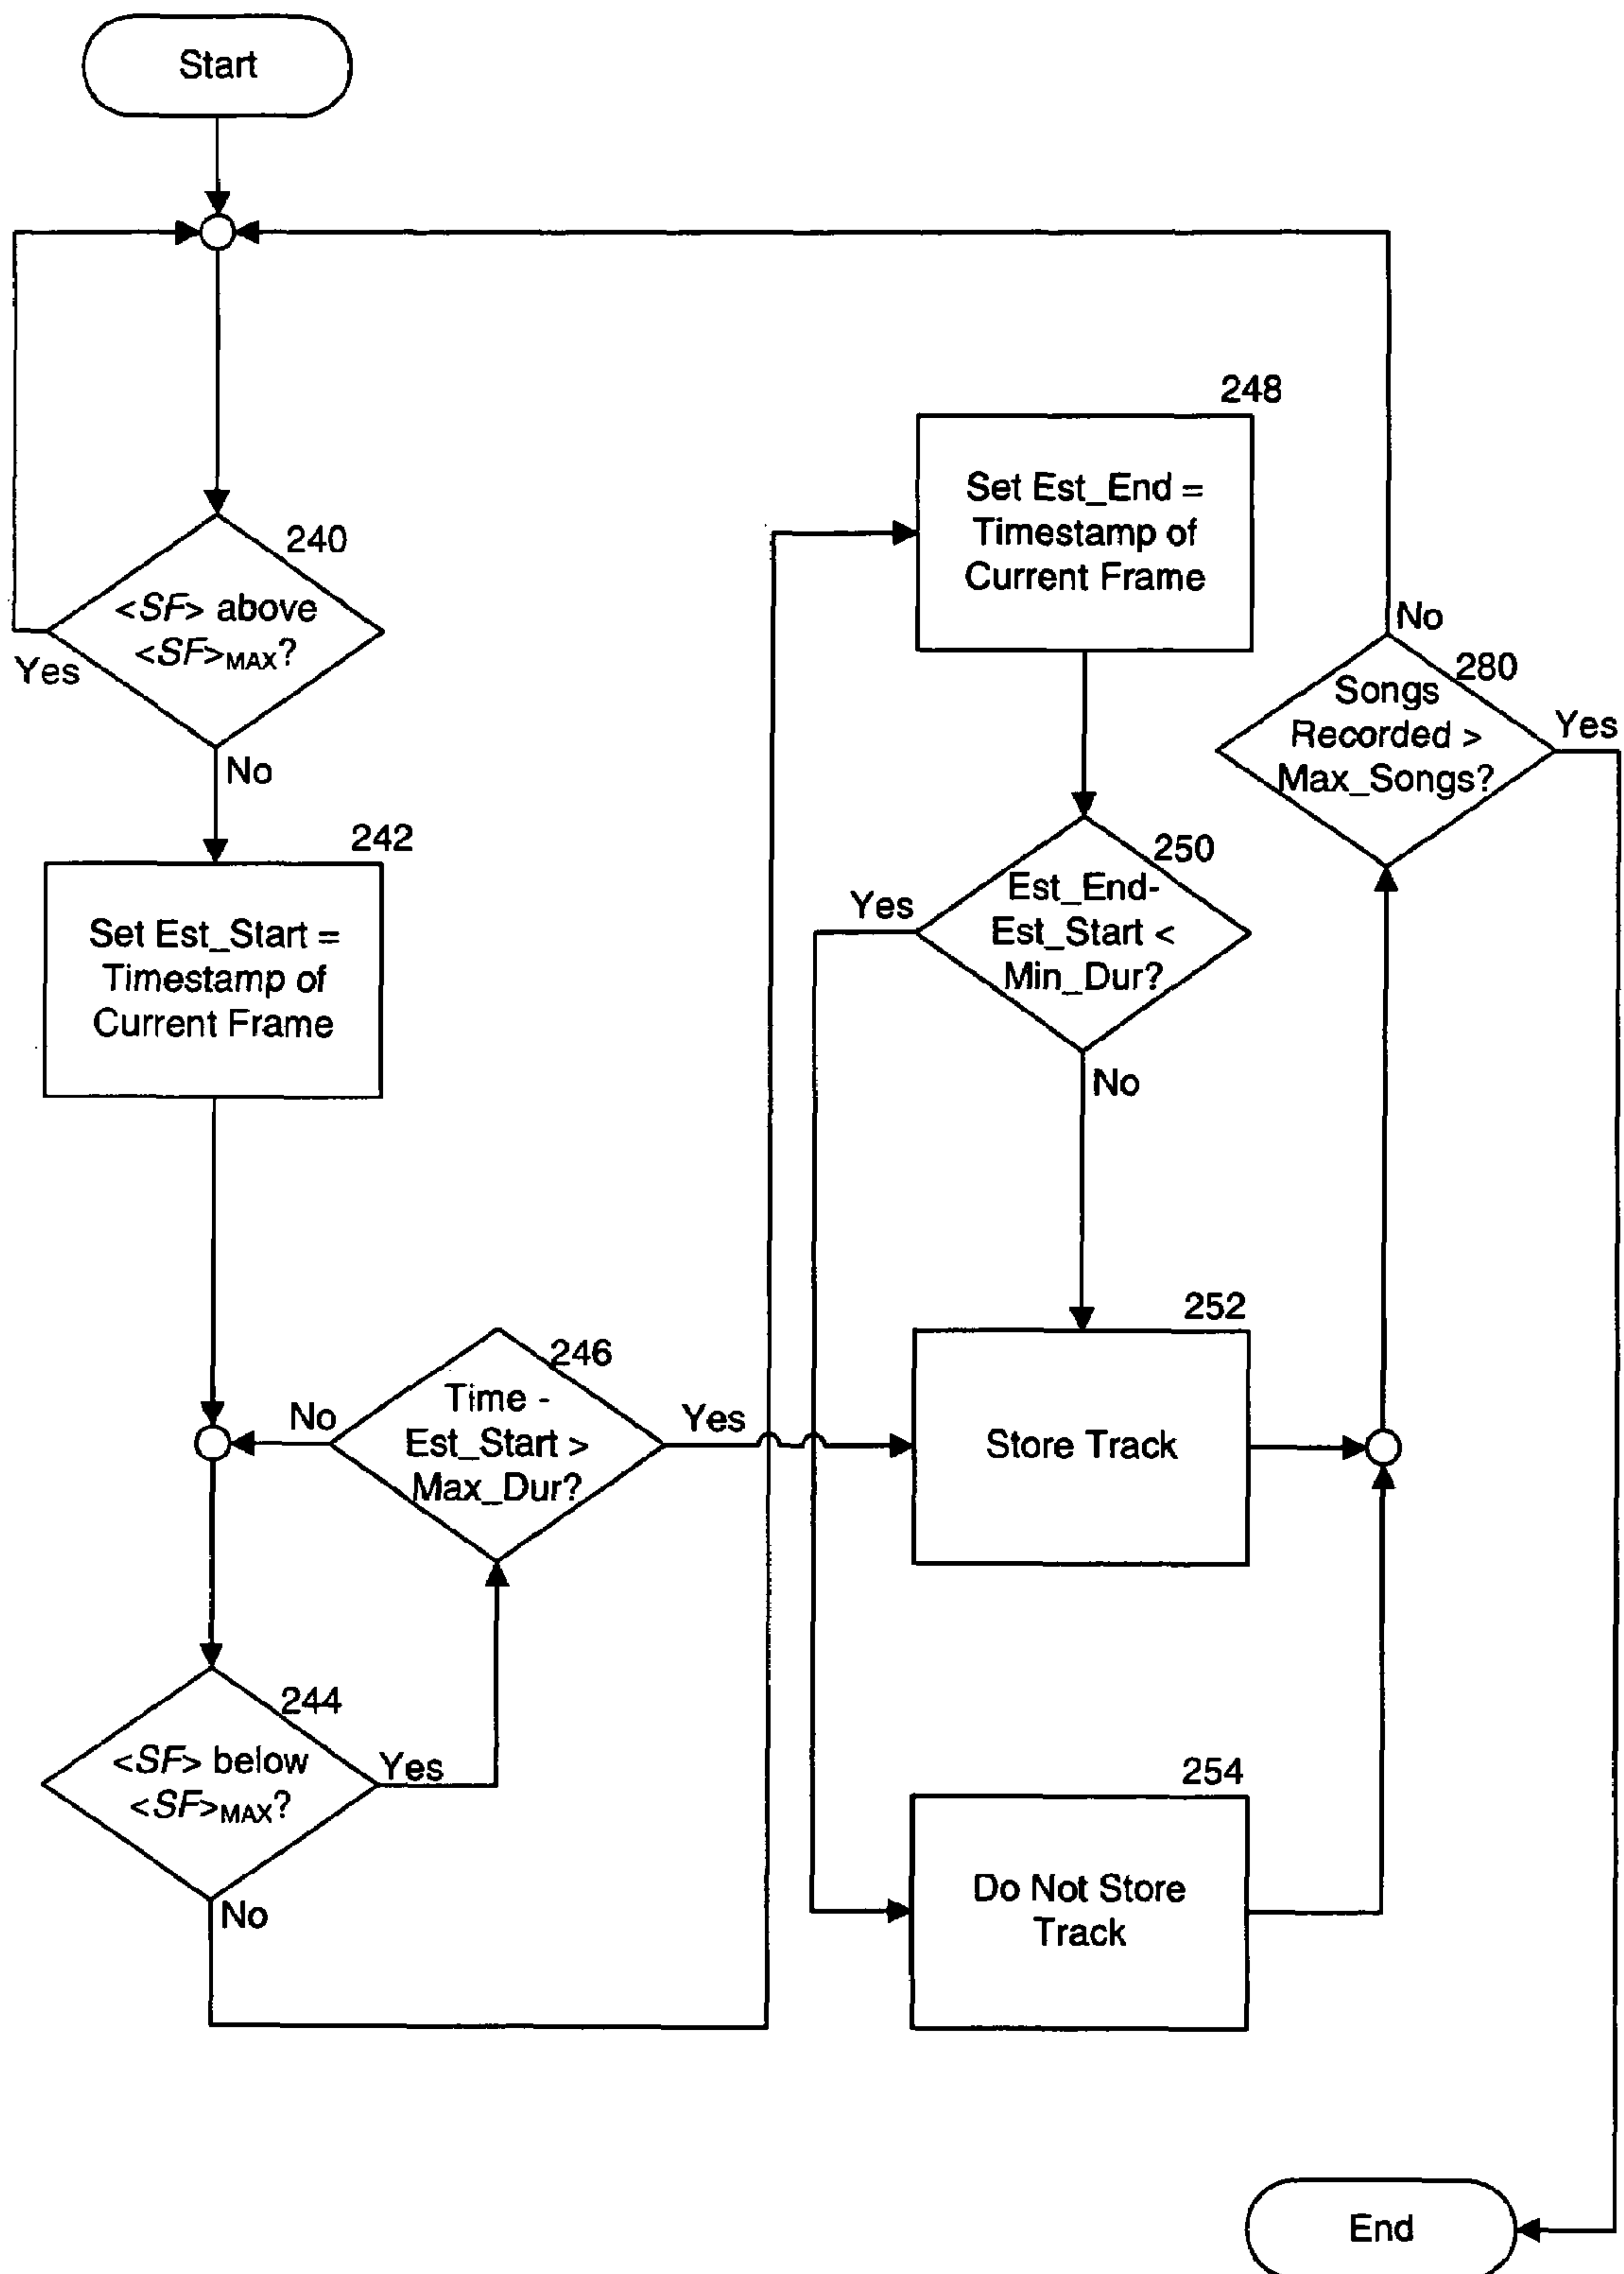 Start
240
<SF> above
<SF>MAX?
Yes
No
242
Set Est_Start =
Timestamp of
Current Frame
246
Time -
Est_Start >
Max_Dur?
No
Yes
244
<SF> below
<SF>MAX?
Yes
No
248
Set Est_End =
Timestamp of
Current Frame
250
Est_End-
Est_Start <
Min_Dur?
Yes
No
252
Store Track
254
Do Not Store
Track
No
280
Songs
Recorded >
Max_Songs?
Yes
End